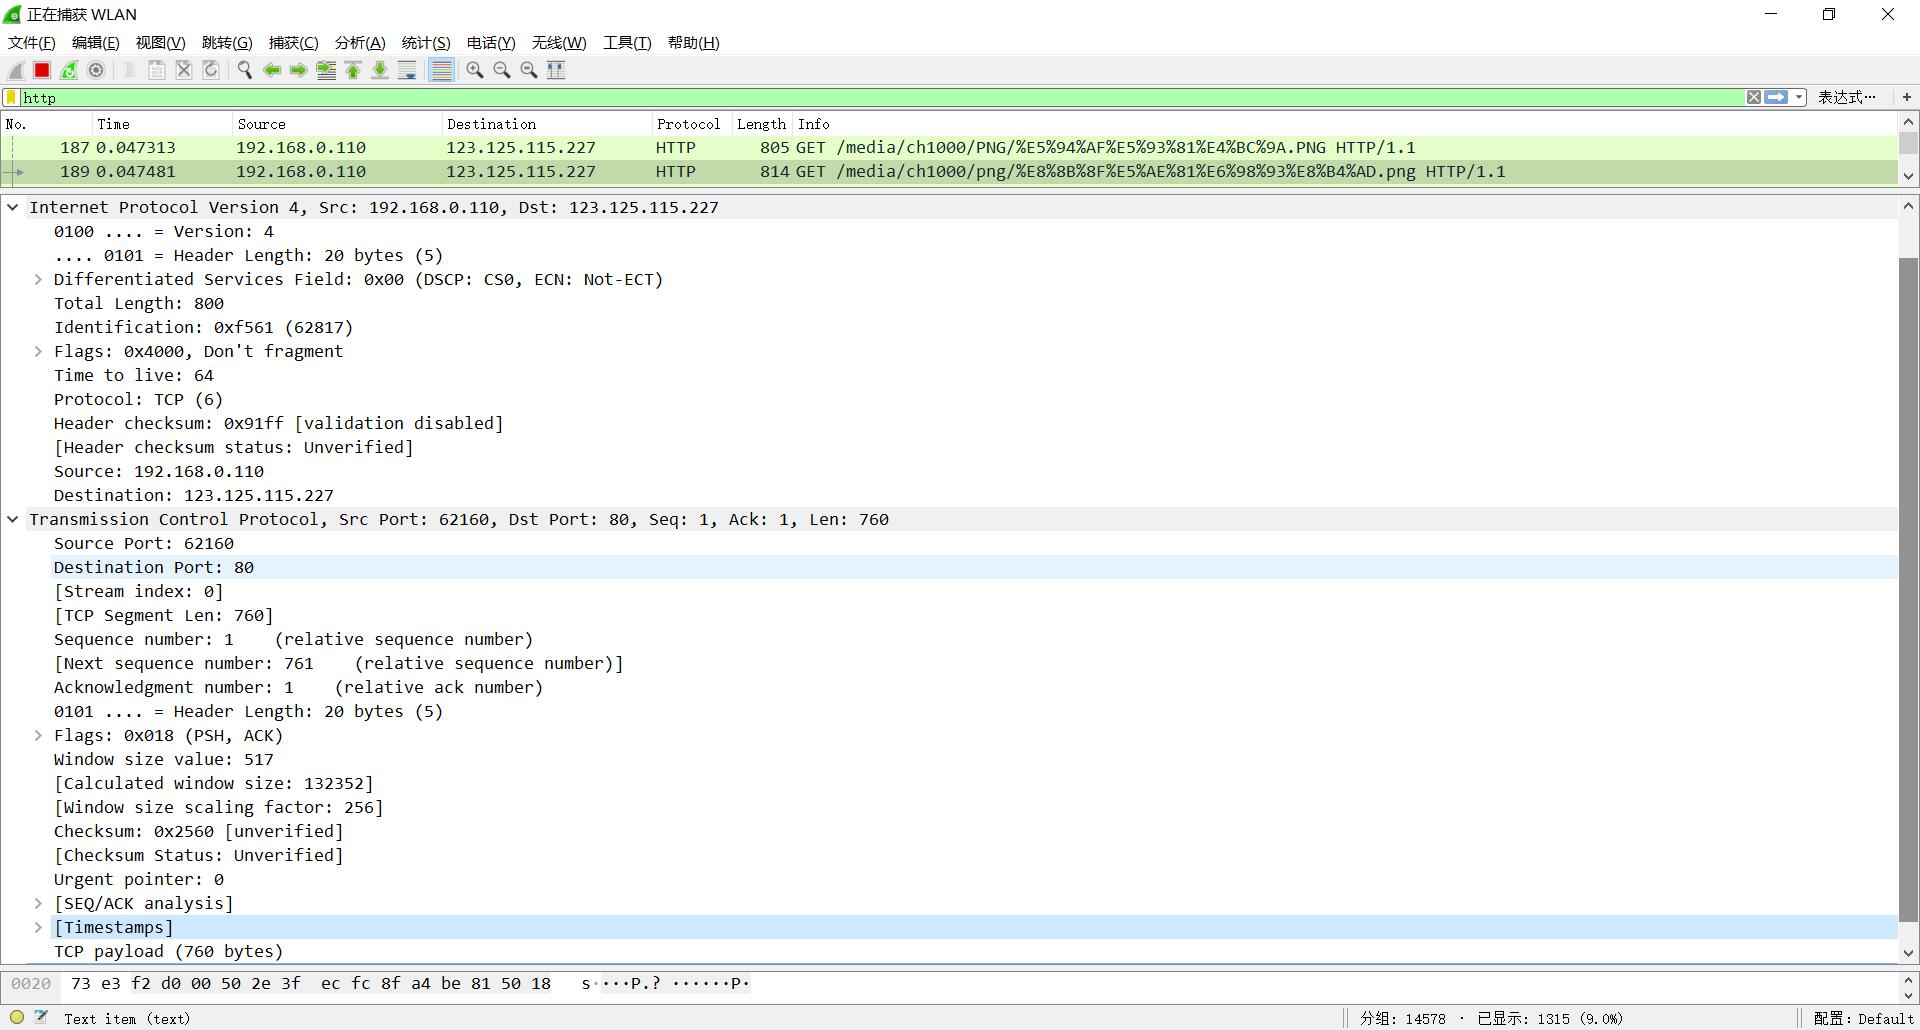 正在捕获 WLAN
文件(F) 编辑(E) 视图(V) 跳转(G) 捕获(C) 分析(A) 统计(S) 电话(Y) 无线(W) 工具(T) 帮助(H)
http 表达式… +
No. Time Source Destination Protocol Length Info
187 0.047313 192.168.0.110 123.125.115.227 HTTP 805 GET /media/ch1000/PNG/%E5%94%AF%E5%93%81%E4%BC%9A.PNG HTTP/1.1
189 0.047481 192.168.0.110 123.125.115.227 HTTP 814 GET /media/ch1000/png/%E8%8B%8F%E5%AE%81%E6%98%93%E8%B4%AD.png HTTP/1.1
Internet Protocol Version 4, Src: 192.168.0.110, Dst: 123.125.115.227
0100 .... = Version: 4
.... 0101 = Header Length: 20 bytes (5)
Differentiated Services Field: 0x00 (DSCP: CS0, ECN: Not-ECT)
Total Length: 800
Identification: 0xf561 (62817)
Flags: 0x4000, Don't fragment
Time to live: 64
Protocol: TCP (6)
Header checksum: 0x91ff [validation disabled]
[Header checksum status: Unverified]
Source: 192.168.0.110
Destination: 123.125.115.227
Transmission Control Protocol, Src Port: 62160, Dst Port: 80, Seq: 1, Ack: 1, Len: 760
Source Port: 62160
Destination Port: 80
[Stream index: 0]
[TCP Segment Len: 760]
Sequence number: 1    (relative sequence number)
[Next sequence number: 761    (relative sequence number)]
Acknowledgment number: 1    (relative ack number)
0101 .... = Header Length: 20 bytes (5)
Flags: 0x018 (PSH, ACK)
Window size value: 517
[Calculated window size: 132352]
[Window size scaling factor: 256]
Checksum: 0x2560 [unverified]
[Checksum Status: Unverified]
Urgent pointer: 0
[SEQ/ACK analysis]
[Timestamps]
TCP payload (760 bytes)
0020 73 e3 f2 d0 00 50 2e 3f ec fc 8f a4 be 81 50 18 s····P.? ······P·
Text item (text) 分组: 14578 · 已显示: 1315 (9.0%) 配置: Default